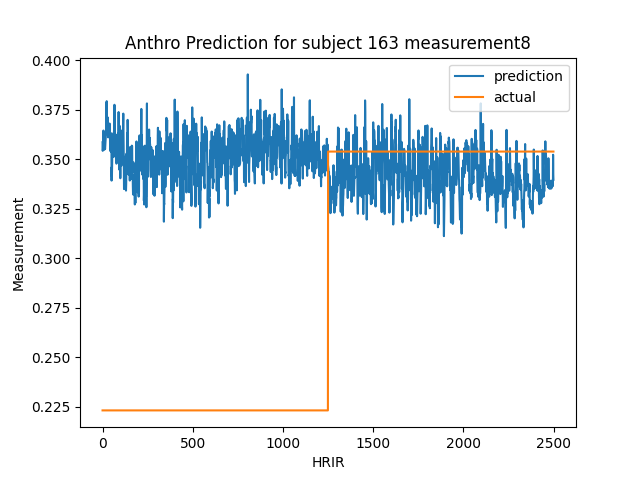 Anthro Prediction for subject 163 measurement8
prediction
actual
0.400
0.375
0.350
0.325
0.300
0.275
0.250
0.225
Measurement
0
500
1000
1500
2000
2500
HRIR